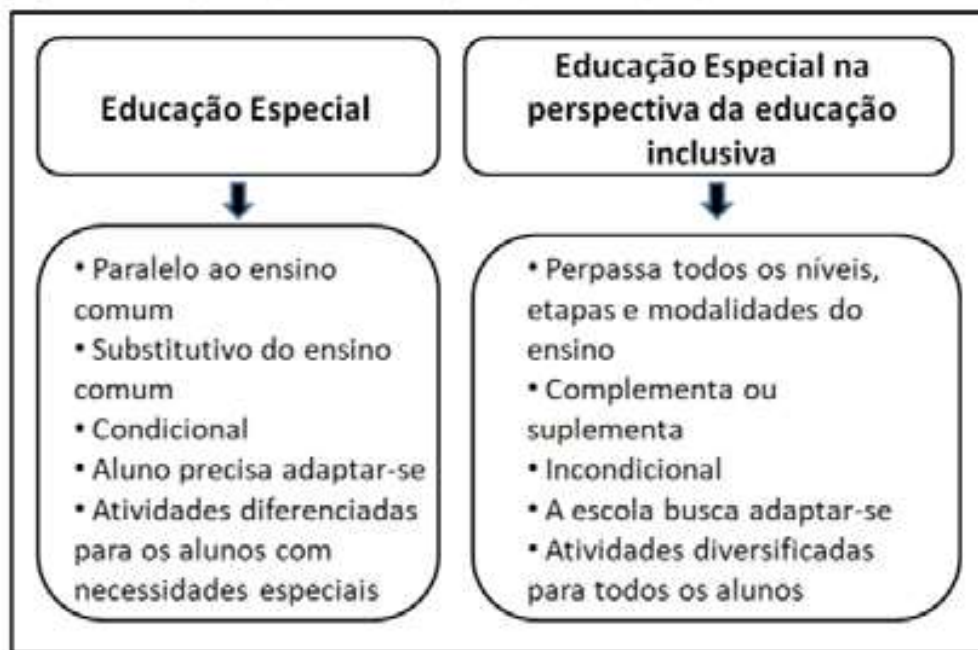 Educação Especial
• Paralelo ao ensino
comum
• Substitutivo do ensino
comum
• Condicional
• Aluno precisa adaptar-se
• Atividades diferenciadas
para os alunos com
necessidades especiais
Educação Especial na
perspectiva da educação
inclusiva
• Perpassa todos os níveis,
etapas e modalidades do
ensino
• Complementa ou
suplementa
• Incondicional
• A escola busca adaptar-se
• Atividades diversificadas
para todos os alunos